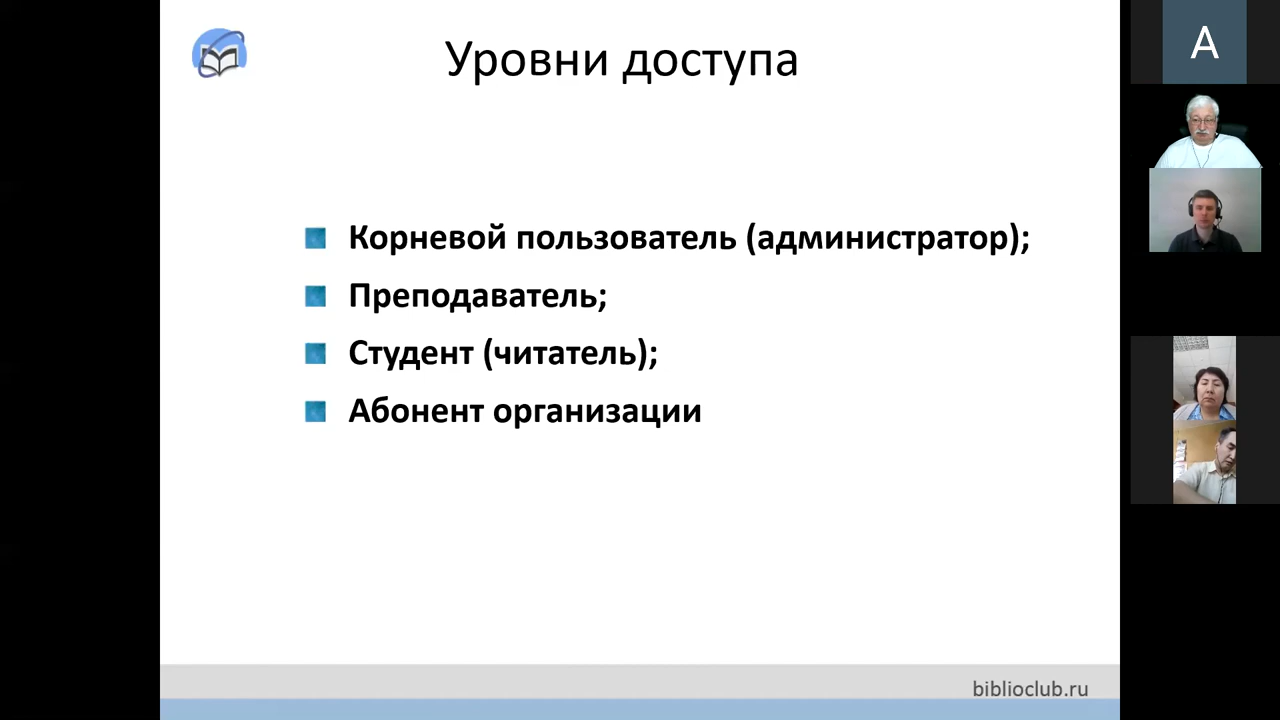 Уровни доступа
Корневой пользователь (администратор);
Преподаватель;
Студент (читатель);
Абонент организации
biblioclub.ru
A